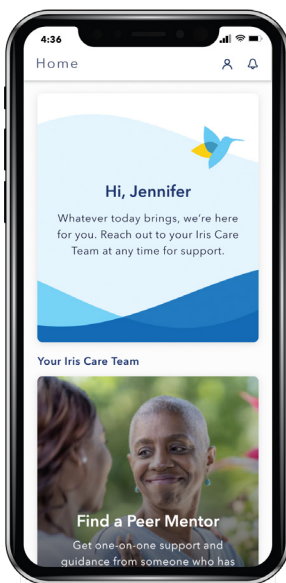 4:36
Home
Hi, Jennifer
Whatever today brings, we're here
for you. Reach out to your Iris Care
Team at any time for support.
Your Iris Care Team
Find a Peer Mentor
Get one-on-one support and
guidance from someone who has